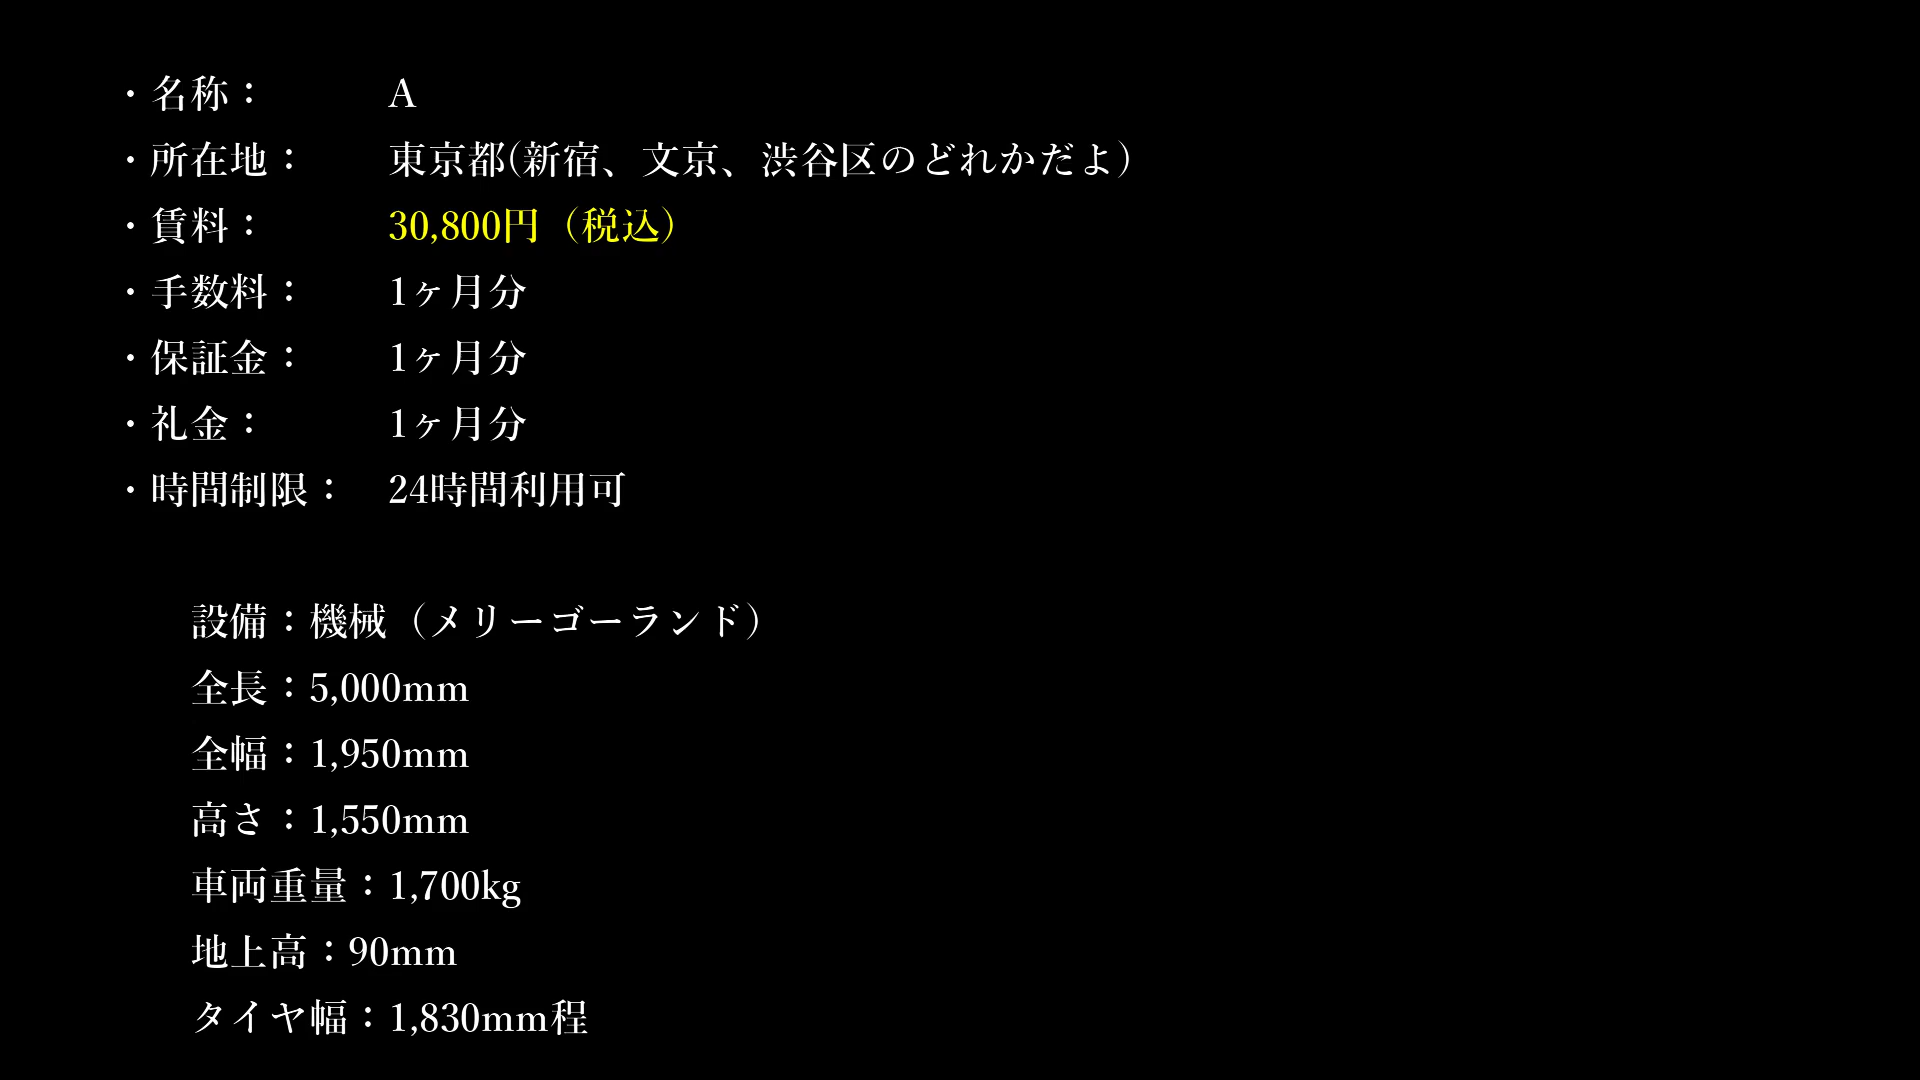 ・名称：　　　A
・所在地：　　東京都(新宿、文京、渋谷区のどれかだよ）
・賃料：　　　30,800円（税込）
・手数料：　　1ヶ月分
・保証金：　　1ヶ月分
・礼金：　　　1ヶ月分
・時間制限：　24時間利用可
設備：機械（メリーゴーランド）
全長：5,000mm
全幅：1,950mm
高さ：1,550mm
車両重量：1,700kg
地上高：90mm
タイヤ幅：1,830mm程